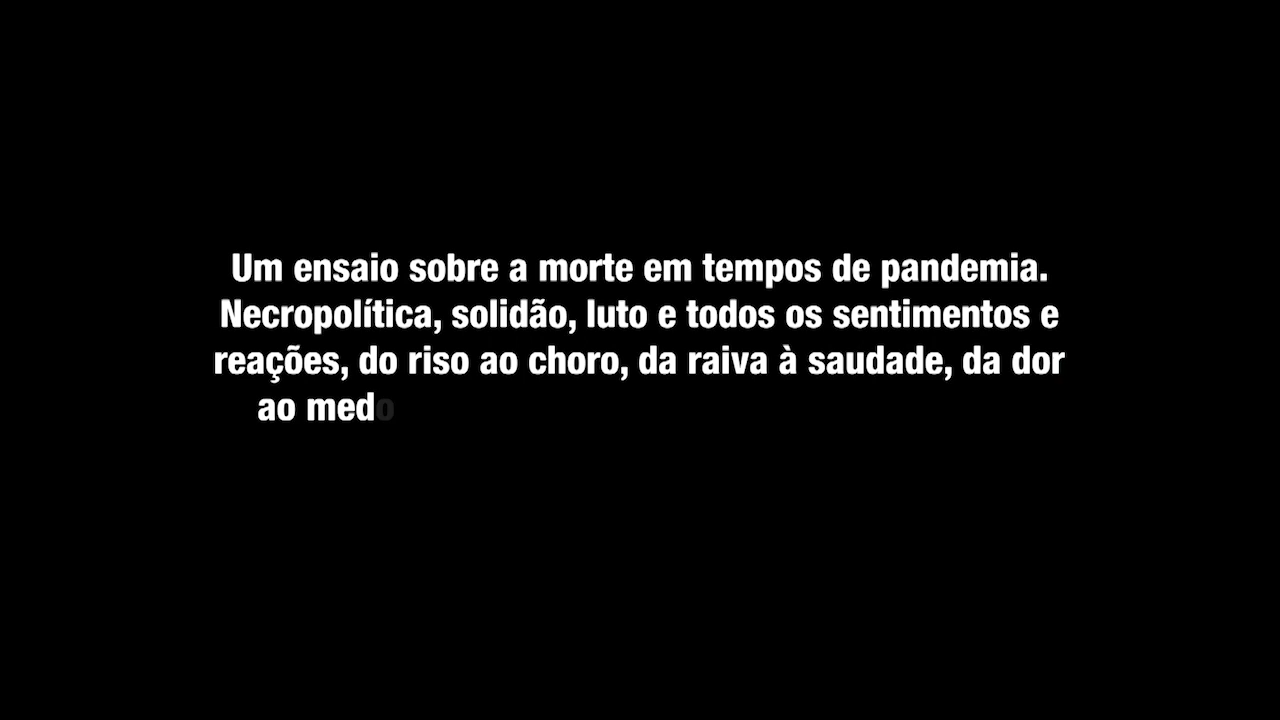 Um ensaio sobre a morte em tempos de pandemia.
Necropolítica, solidão, luto e todos os sentimentos e
reações, do riso ao choro, da raiva à saudade, da dor
ao medo